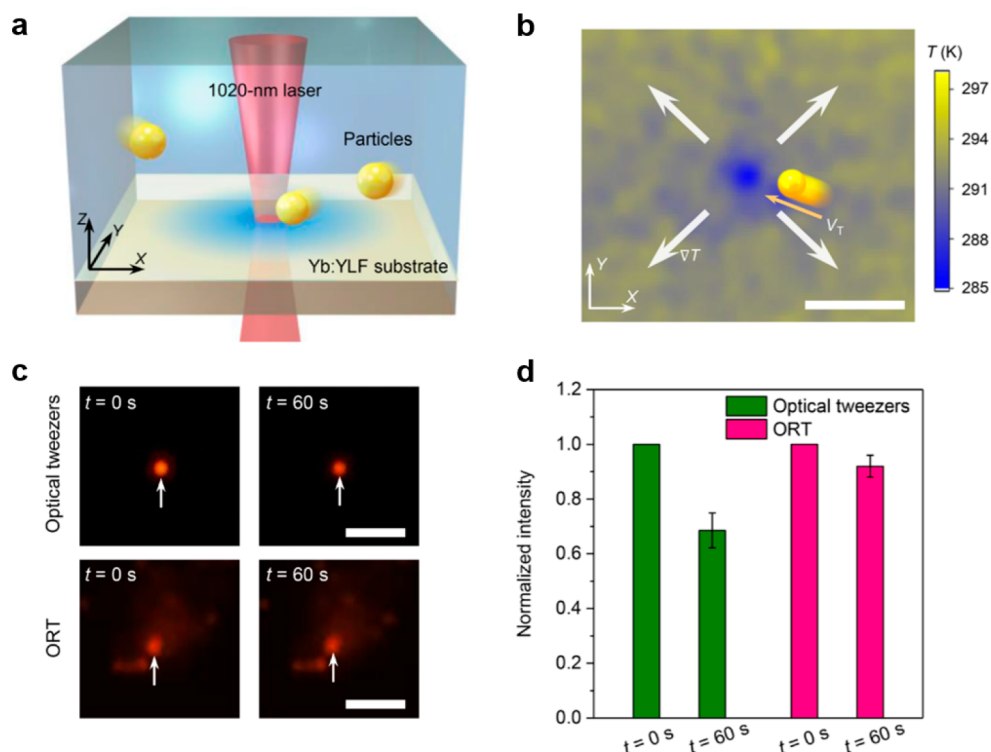 a
1020-nm laser
Particles
Z
Y
X
Yb:YLF substrate
b
T (K)
297
294
291
288
285
V_T
∇T
Y
X
c
Optical tweezers
t = 0 s
t = 60 s
ORT
t = 0 s
t = 60 s
d
Normalized intensity
1.2
1.0
0.8
0.6
0.4
0.2
0.0
Optical tweezers
ORT
t = 0 s
t = 60 s
t = 0 s
t = 60 s